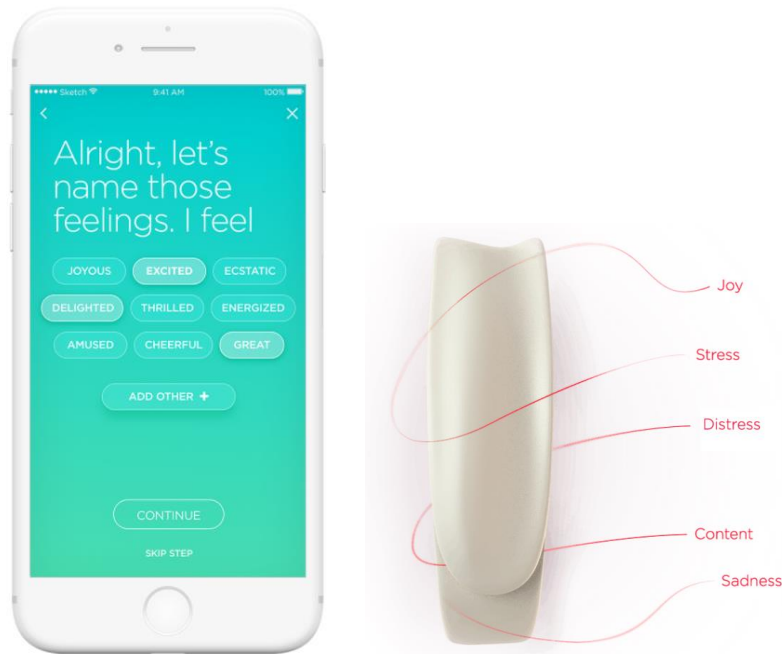 Sketch 9:41 AM 100%
Alright, let's
name those
feelings. I feel
JOYOUS EXCITED ECSTATIC
DELIGHTED THRILLED ENERGIZED
AMUSED CHEERFUL GREAT
ADD OTHER +
CONTINUE
SKIP STEP
Joy
Stress
Distress
Content
Sadness